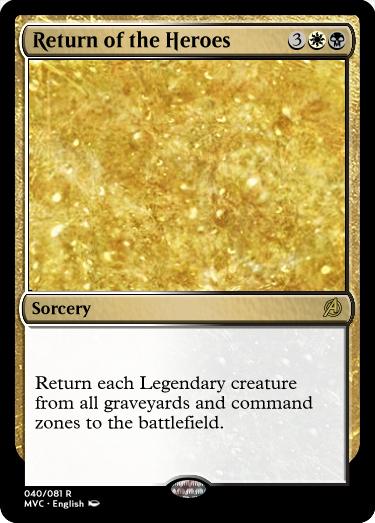 Return of the Heroes 3
Sorcery
Return each Legendary creature
from all graveyards and command
zones to the battlefield.
040/081 R
MVC • English